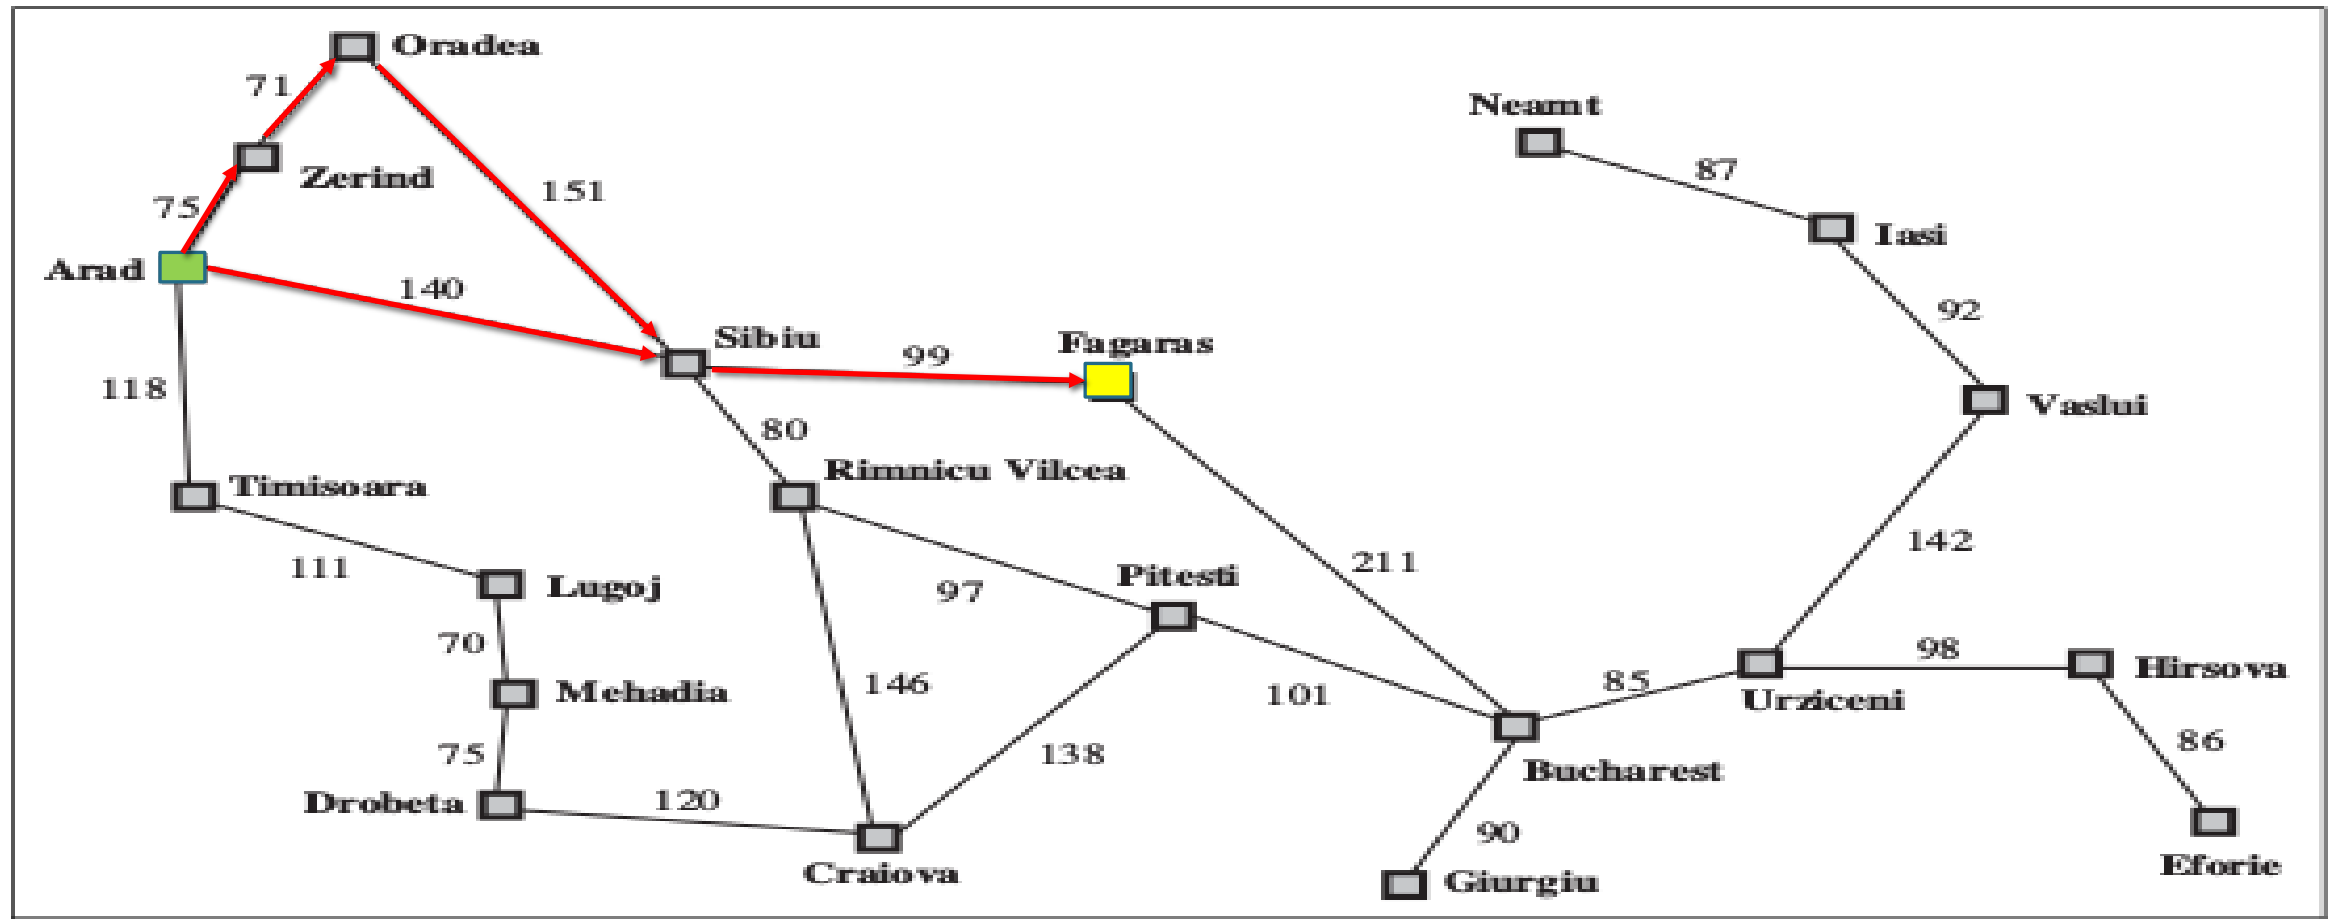 Oradea
71
Neamt
87
Zerind
151
75
Iasi
Arad
140
92
Sibiu
99
Fagaras
118
Vaslui
80
Rimnicu Vilcea
Timisoara
142
211
111
Lugoj
97
Pitesti
70
98
Mehadia
146
101
85
Hirsova
Urziceni
75
138
86
Bucharest
Drobeta
120
90
Craiova
Giurgiu
Eforie